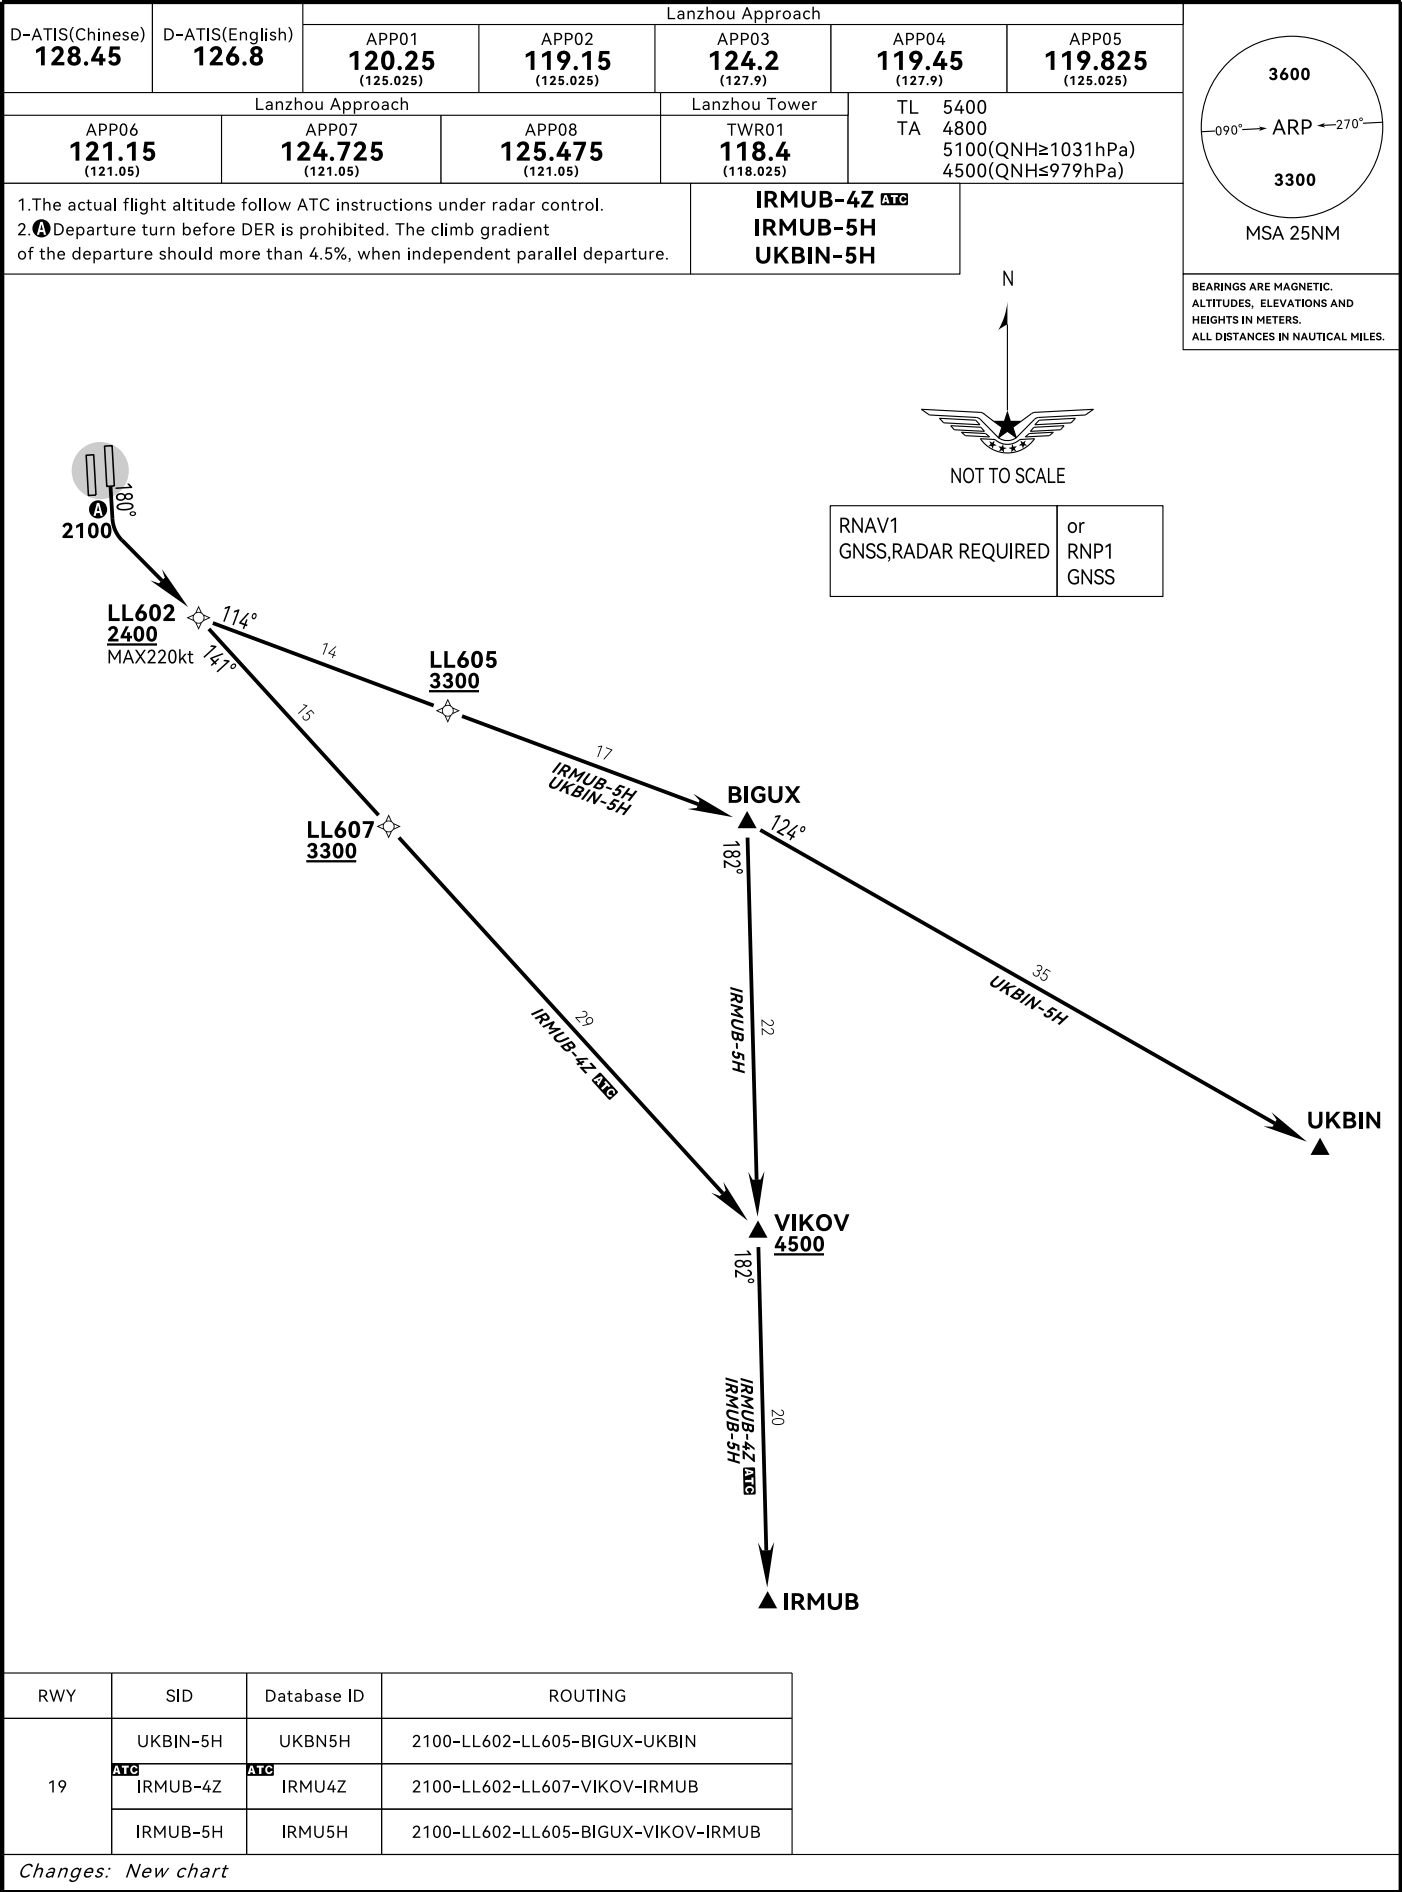 Lanzhou Approach
D-ATIS(Chinese)
128.45
D-ATIS(English)
126.8
APP01
120.25
(125.025)
APP02
119.15
(125.025)
APP03
124.2
(127.9)
APP04
119.45
(127.9)
APP05
119.825
(125.025)
Lanzhou Approach
APP06
121.15
(121.05)
APP07
124.725
(121.05)
APP08
125.475
(121.05)
Lanzhou Tower
TWR01
118.4
(118.025)
TL 5400
TA 4800
5100(QNH≥1031hPa)
4500(QNH≤979hPa)
3600
090° ARP 270°
3300
MSA 25NM
1.The actual flight altitude follow ATC instructions under radar control.
2.A Departure turn before DER is prohibited. The climb gradient
of the departure should more than 4.5%, when independent parallel departure.
IRMUB-4Z ATC
IRMUB-5H
UKBIN-5H
BEARINGS ARE MAGNETIC.
ALTITUDES, ELEVATIONS AND
HEIGHTS IN METERS.
ALL DISTANCES IN NAUTICAL MILES.
N
NOT TO SCALE
RNAV1
GNSS,RADAR REQUIRED
or
RNP1
GNSS
180°
A
2100
LL602
2400
MAX220kt
114°
141°
14
15
LL605
3300
17
IRMUB-5H
UKBIN-5H
BIGUX
124°
182°
LL607
3300
29
IRMUB-4Z ATC
22
IRMUB-5H
35
UKBIN-5H
UKBIN
VIKOV
4500
182°
20
IRMUB-4Z ATC
IRMUB-5H
IRMUB
RWY SID Database ID ROUTING
19
UKBIN-5H UKBN5H 2100-LL602-LL605-BIGUX-UKBIN
ATC IRMUB-4Z ATC IRMU4Z 2100-LL602-LL607-VIKOV-IRMUB
IRMUB-5H IRMU5H 2100-LL602-LL605-BIGUX-VIKOV-IRMUB
Changes: New chart